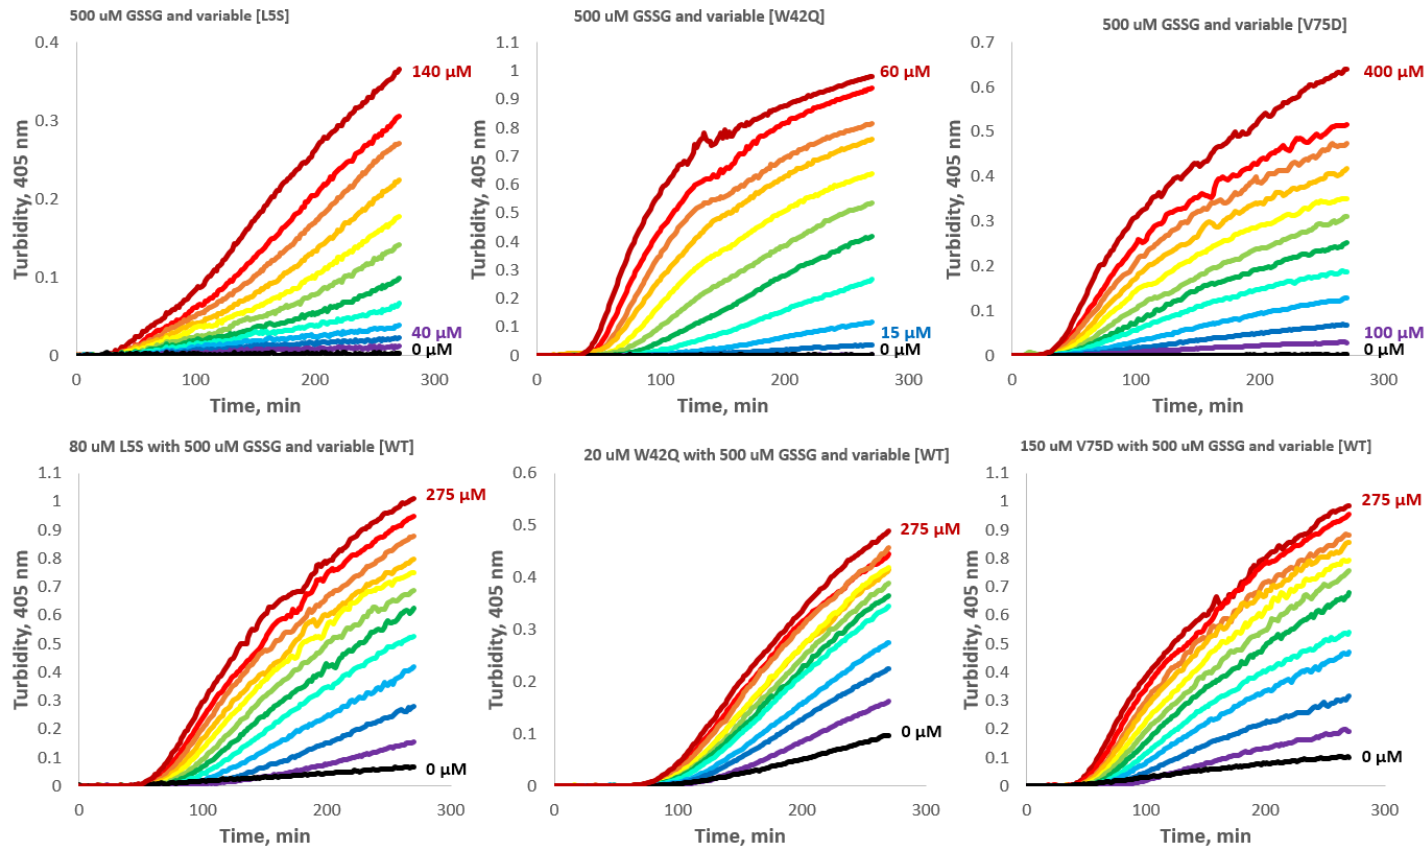 500 uM GSSG and variable [L5S]
0.4
0.3
0.2
0.1
0
Turbidity, 405 nm
140 µM
40 µM
0 µM
0
100
200
300
Time, min
500 uM GSSG and variable [W42Q]
1.1
1
0.9
0.8
0.7
0.6
0.5
0.4
0.3
0.2
0.1
0
Turbidity, 405 nm
60 µM
15 µM
0 µM
0
100
200
300
Time, min
500 uM GSSG and variable [V75D]
0.7
0.6
0.5
0.4
0.3
0.2
0.1
0
Turbidity, 405 nm
400 µM
100 µM
0 µM
0
100
200
300
Time, min
80 uM L5S with 500 uM GSSG and variable [WT]
1.1
1
0.9
0.8
0.7
0.6
0.5
0.4
0.3
0.2
0.1
0
Turbidity, 405 nm
275 µM
0 µM
0
100
200
300
Time, min
20 uM W42Q with 500 uM GSSG and variable [WT]
0.6
0.5
0.4
0.3
0.2
0.1
0
Turbidity, 405 nm
275 µM
0 µM
0
100
200
300
Time, min
150 uM V75D with 500 uM GSSG and variable [WT]
1.1
1
0.9
0.8
0.7
0.6
0.5
0.4
0.3
0.2
0.1
0
Turbidity, 405 nm
275 µM
0 µM
0
100
200
300
Time, min